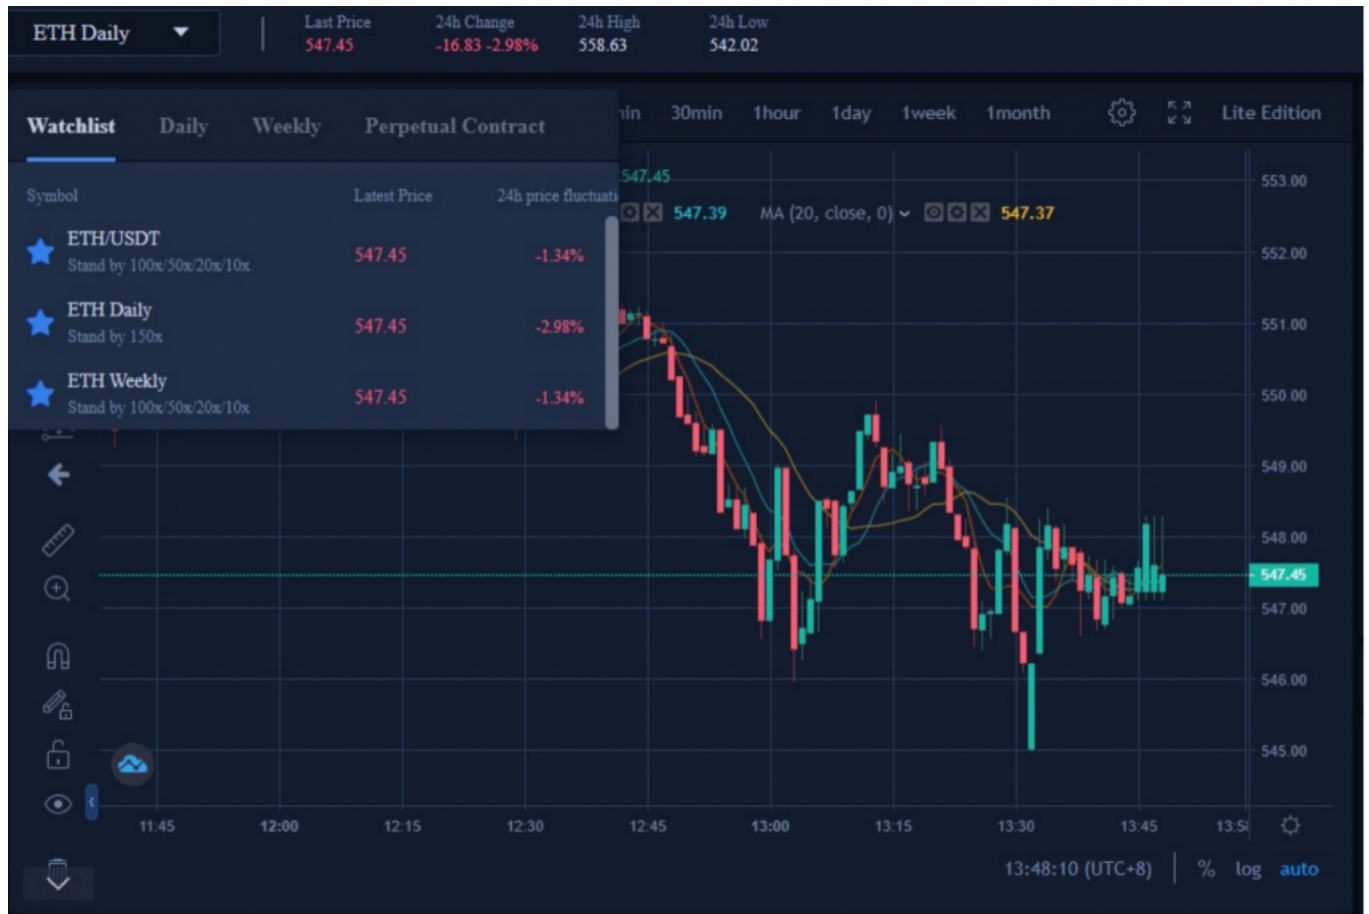 ETH Daily
Last Price 24h Change 24h High 24h Low
547.45 -16.83 -2.98% 558.63 542.02
Watchlist Daily Weekly Perpetual Contract
30min 1hour 1day 1week 1month Lite Edition
Symbol Latest Price 24h price
547.45
547.39 MA (20, close, 0) 547.37
ETH/USDT
Stand by 100x/50x/20x/10x
547.45 -1.34%
ETH Daily
Stand by 150x
547.45 -2.98%
ETH Weekly
Stand by 100x/50x/20x/10x
547.45 -1.34%
553.00
552.00
551.00
550.00
549.00
548.00
547.45
547.00
546.00
545.00
11:45 12:00 12:15 12:30 12:45 13:00 13:15 13:30 13:45
13:48:10 (UTC+8) % log auto